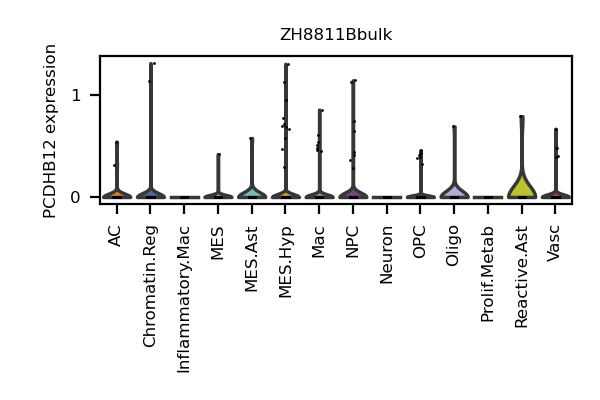 ZH8811Bbulk
PCDHB12 expression
1
0
AC
Chromatin.Reg
Inflammatory.Mac
MES
MES.Ast
MES.Hyp
Mac
NPC
Neuron
OPC
Oligo
Prolif.Metab
Reactive.Ast
Vasc